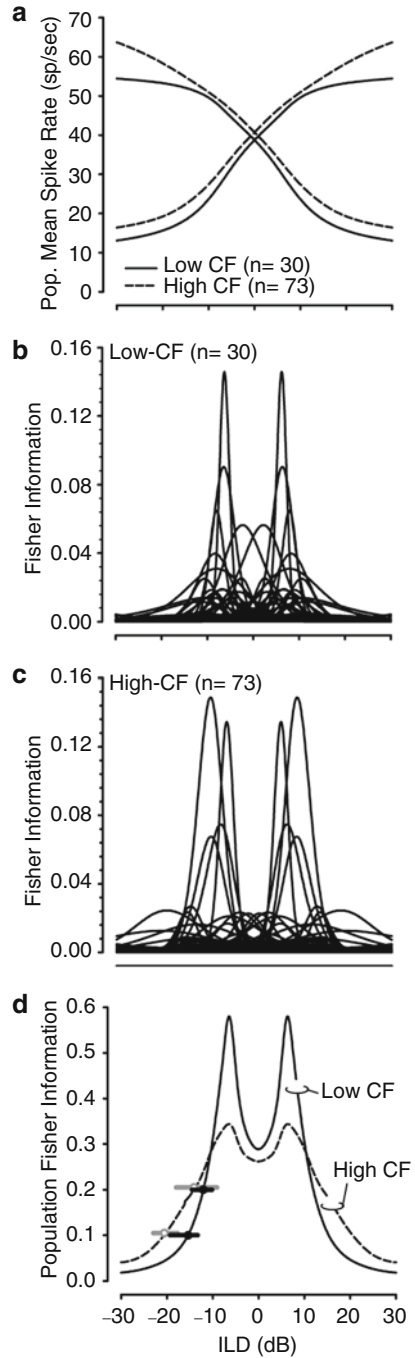 a
Pop. Mean Spike Rate (sp/sec)
70
60
50
40
30
20
10
0
Low CF (n= 30)
High CF (n= 73)
b
Low-CF (n= 30)
Fisher Information
0.16
0.12
0.08
0.04
0.00
c
High-CF (n= 73)
Fisher Information
0.16
0.12
0.08
0.04
0.00
d
Population Fisher Information
0.6
0.5
0.4
0.3
0.2
0.1
0.0
Low CF
High CF
−30 −20 −10 0 10 20 30
ILD (dB)